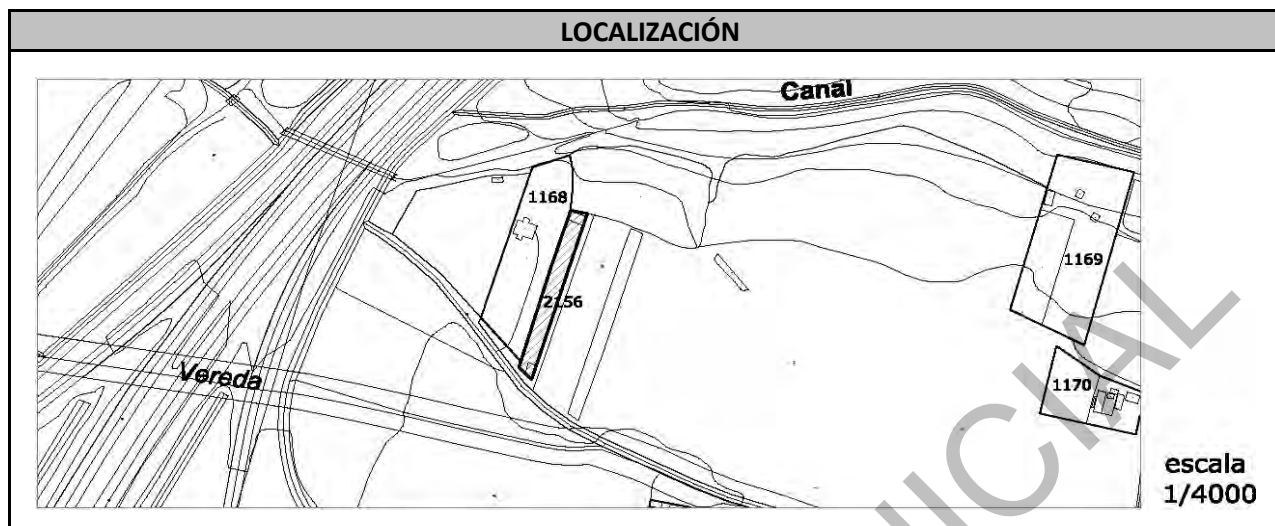 LOCALIZACIÓN
Canal
1168
1169
2156
Vereda
1170
escala
1/4000